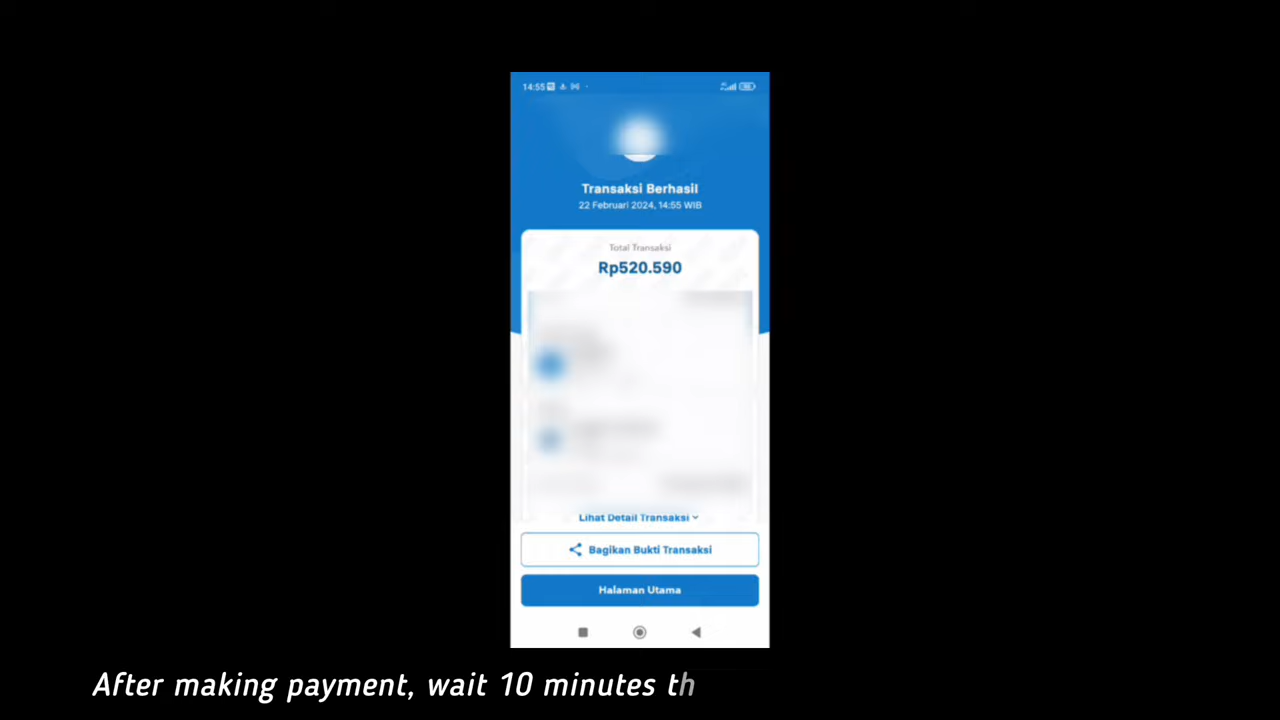 14:55
Transaksi Berhasil
22 Februari 2024, 14:55 WIB
Total Transaksi
Rp520.590
Lihat Detail Transaksi
Bagikan Bukti Transaksi
Halaman Utama
After making payment, wait 10 minutes th